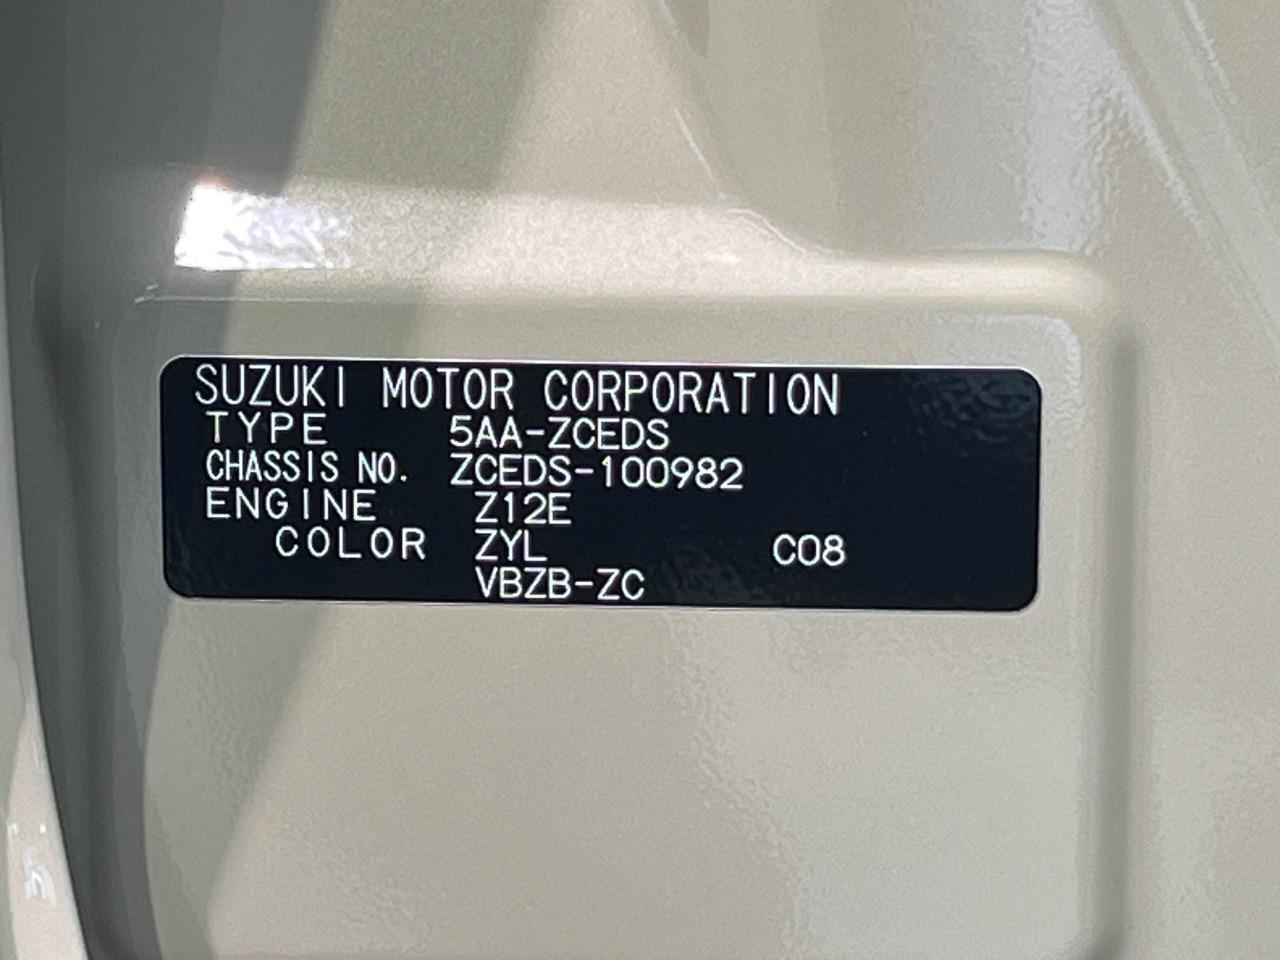 SUZUKI MOTOR CORPORATION
TYPE 5AA-ZCEDS
CHASSIS NO. ZCEDS-100982
ENGINE Z12E
COLOR ZYL C08
VBZB-ZC